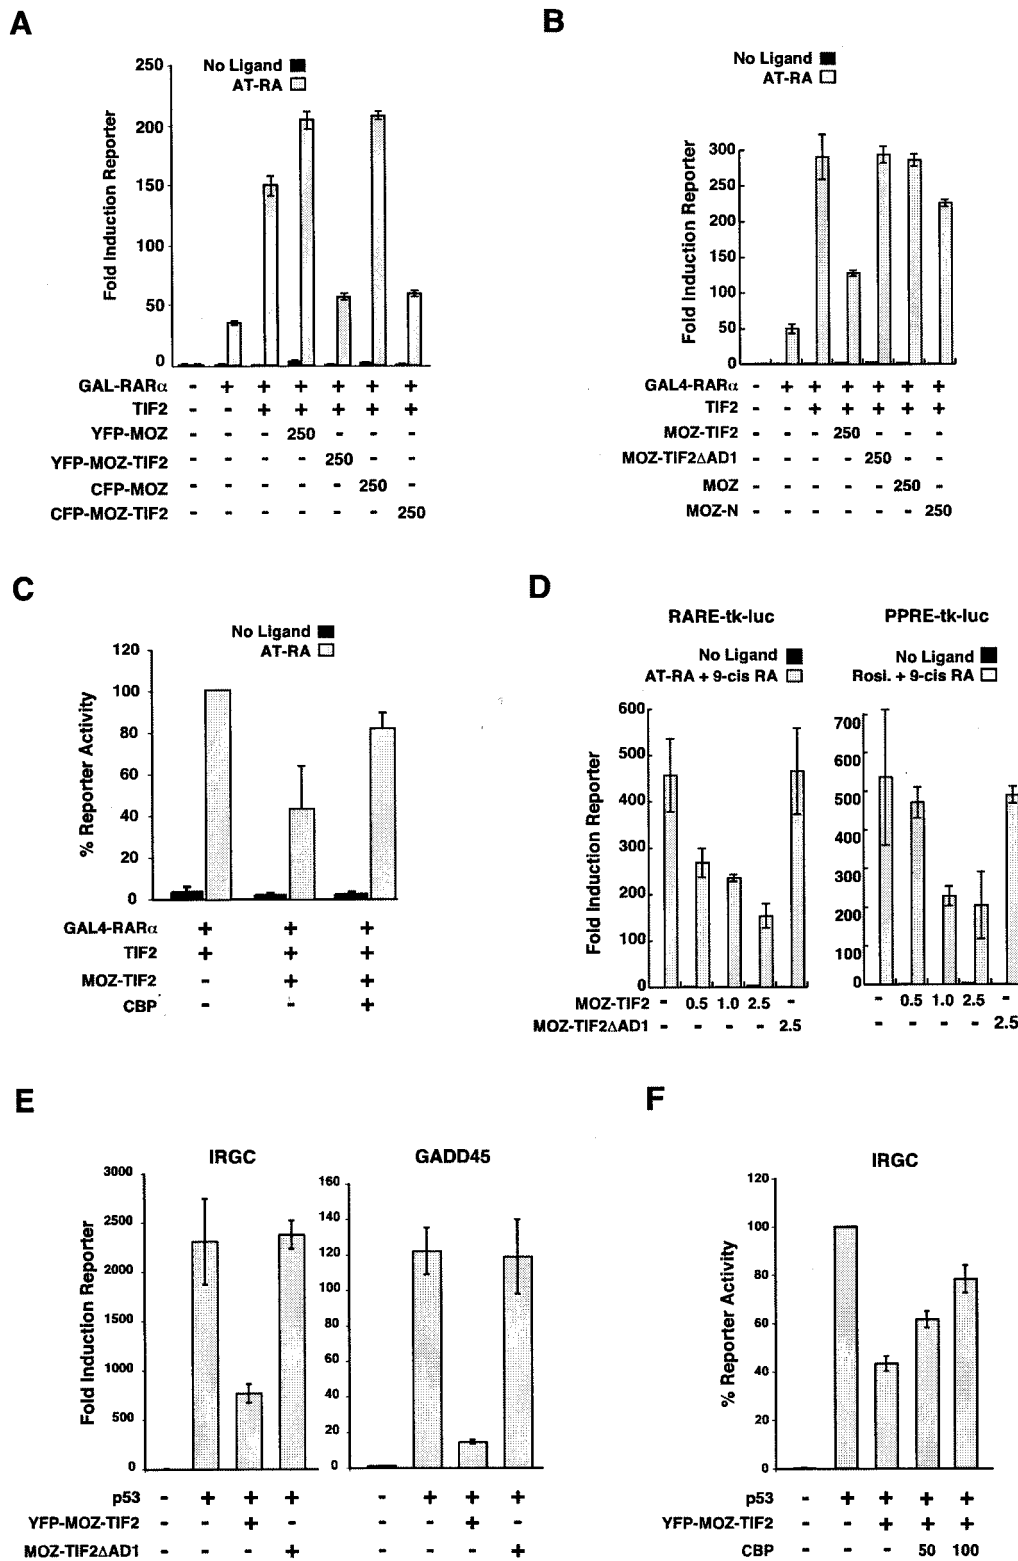 A
No Ligand
AT-RA
Fold Induction Reporter
250
200
150
100
50
0
GAL-RARα - + + + + + +
TIF2 - - + + + + +
YFP-MOZ - - - 250 - - -
YFP-MOZ-TIF2 - - - - 250 - -
CFP-MOZ - - - - - 250 -
CFP-MOZ-TIF2 - - - - - - 250
B
No Ligand
AT-RA
Fold Induction Reporter
300
250
200
150
100
50
0
GAL4-RARα - + + + + + +
TIF2 - - + + + + +
MOZ-TIF2 - - - 250 - - -
MOZ-TIF2ΔAD1 - - - - 250 - -
MOZ - - - - - 250 -
MOZ-N - - - - - - 250
C
No Ligand
AT-RA
% Reporter Activity
120
100
80
60
40
20
0
GAL4-RARα + + +
TIF2 + + +
MOZ-TIF2 - + +
CBP - - +
D
RARE-tk-luc
No Ligand
AT-RA + 9-cis RA
Fold Induction Reporter
600
500
400
300
200
100
0
MOZ-TIF2 - 0.5 1.0 2.5 -
MOZ-TIF2ΔAD1 - - - - 2.5
PPRE-tk-luc
No Ligand
Rosi. + 9-cis RA
700
600
500
400
300
200
100
0
- 0.5 1.0 2.5 -
- - - - 2.5
E
IRGC
Fold Induction Reporter
3000
2500
2000
1500
1000
500
0
p53 - + + +
YFP-MOZ-TIF2 - - + -
MOZ-TIF2ΔAD1 - - - +
GADD45
160
140
120
100
80
60
40
20
0
- + + +
- - + -
- - - +
F
IRGC
% Reporter Activity
120
100
80
60
40
20
0
p53 - + + + +
YFP-MOZ-TIF2 - - + + +
CBP - - - 50 100